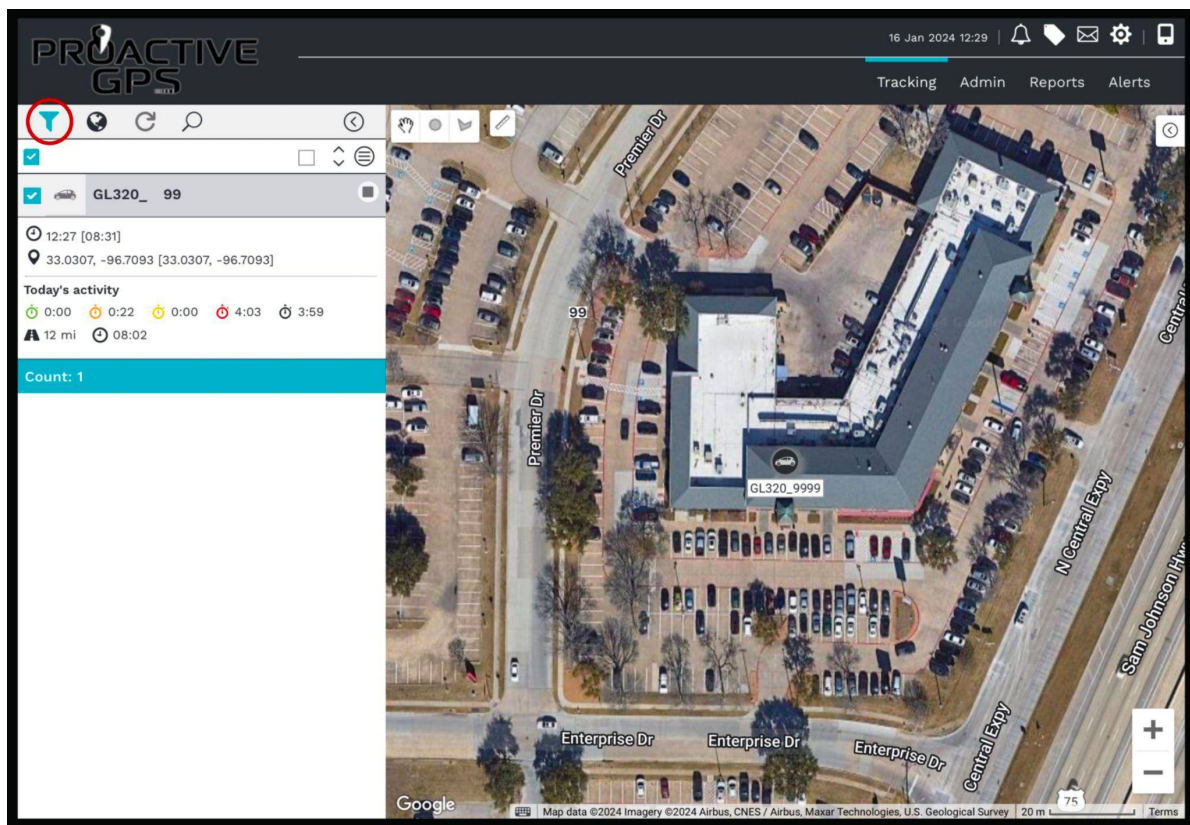 PROACTIVE
GPS
16 Jan 2024 12:29
Tracking Admin Reports Alerts
GL320_ 99
12:27 [08:31]
33.0307, -96.7093 [33.0307, -96.7093]
Today's activity
0:00 0:22 0:00 4:03 3:59
12 mi 08:02
Count: 1
Premier Dr
Central
99
Premier Dr
GL320_9999
N Central Expy
Sam Johnson Hwy
Enterprise Dr
Enterprise Dr
Enterprise Dr
Central Expy
75
Google
Map data ©2024 Imagery ©2024 Airbus, CNES / Airbus, Maxar Technologies, U.S. Geological Survey 20 m Terms